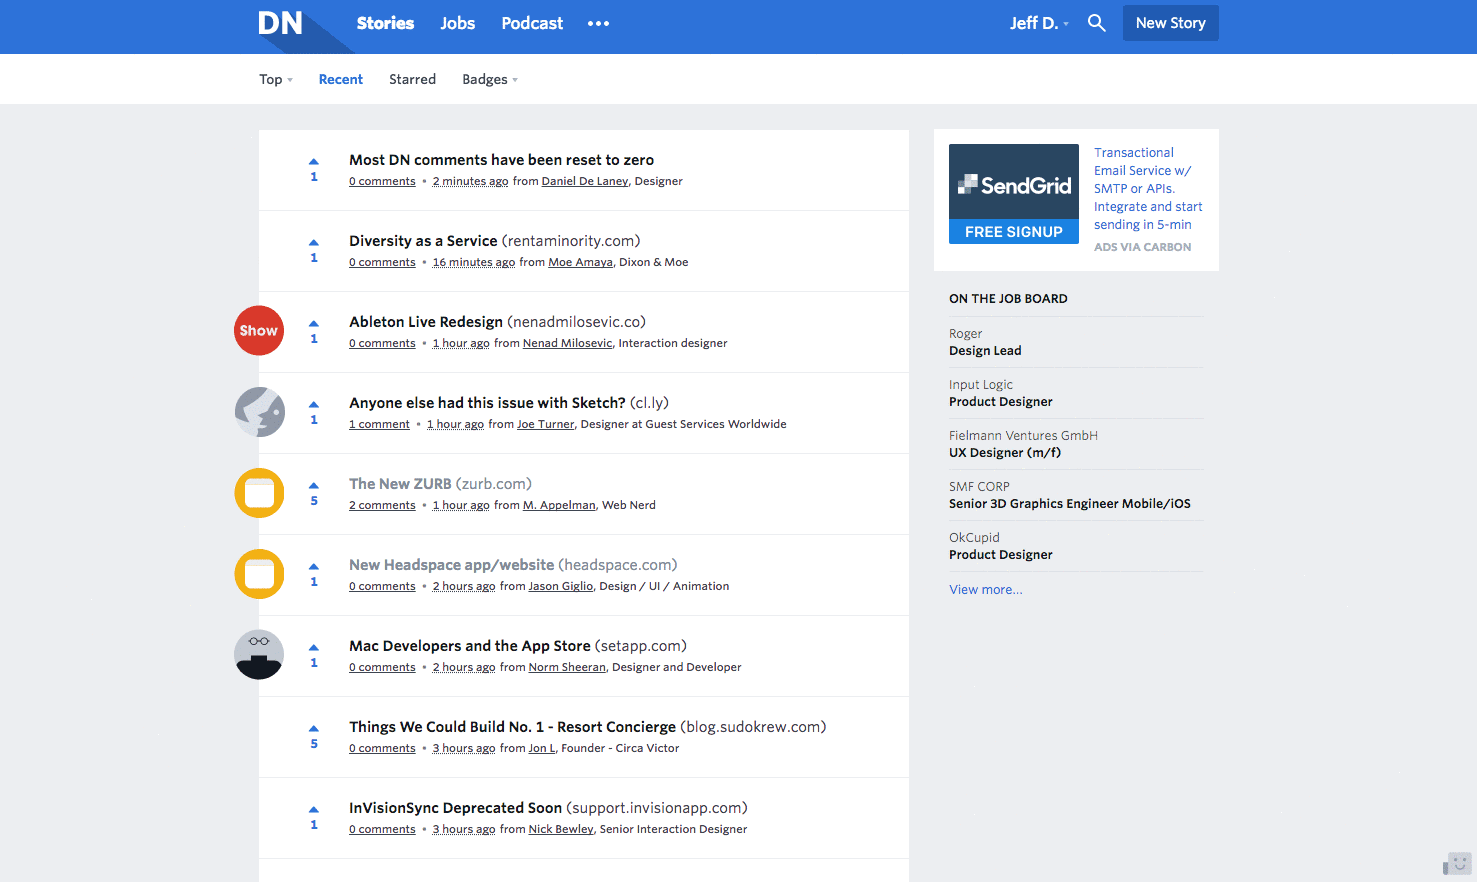 DN Stories Jobs Podcast ••• Jeff D. New Story
Top Recent Starred Badges
Most DN comments have been reset to zero
1
0 comments • 2 minutes ago from Daniel De Laney, Designer
Diversity as a Service (rentaminority.com)
1
0 comments • 16 minutes ago from Moe Amaya, Dixon & Moe
Show
Ableton Live Redesign (nenadmilosevic.co)
1
0 comments • 1 hour ago from Nenad Milosevic, Interaction designer
Anyone else had this issue with Sketch? (cl.ly)
1
1 comment • 1 hour ago from Joe Turner, Designer at Guest Services Worldwide
The New ZURB (zurb.com)
5
2 comments • 1 hour ago from M. Appelman, Web Nerd
New Headspace app/website (headspace.com)
1
0 comments • 2 hours ago from Jason Giglio, Design / UI / Animation
Mac Developers and the App Store (setapp.com)
1
0 comments • 2 hours ago from Norm Sheeran, Designer and Developer
Things We Could Build No. 1 - Resort Concierge (blog.sudokrew.com)
5
0 comments • 3 hours ago from Jon L, Founder - Circa Victor
InVisionSync Deprecated Soon (support.invisionapp.com)
1
0 comments • 3 hours ago from Nick Bewley, Senior Interaction Designer
SendGrid
FREE SIGNUP
Transactional
Email Service w/
SMTP or APIs.
Integrate and start
sending in 5-min
ADS VIA CARBON
ON THE JOB BOARD
Roger
Design Lead
Input Logic
Product Designer
Fielmann Ventures GmbH
UX Designer (m/f)
SMF CORP
Senior 3D Graphics Engineer Mobile/iOS
OkCupid
Product Designer
View more...